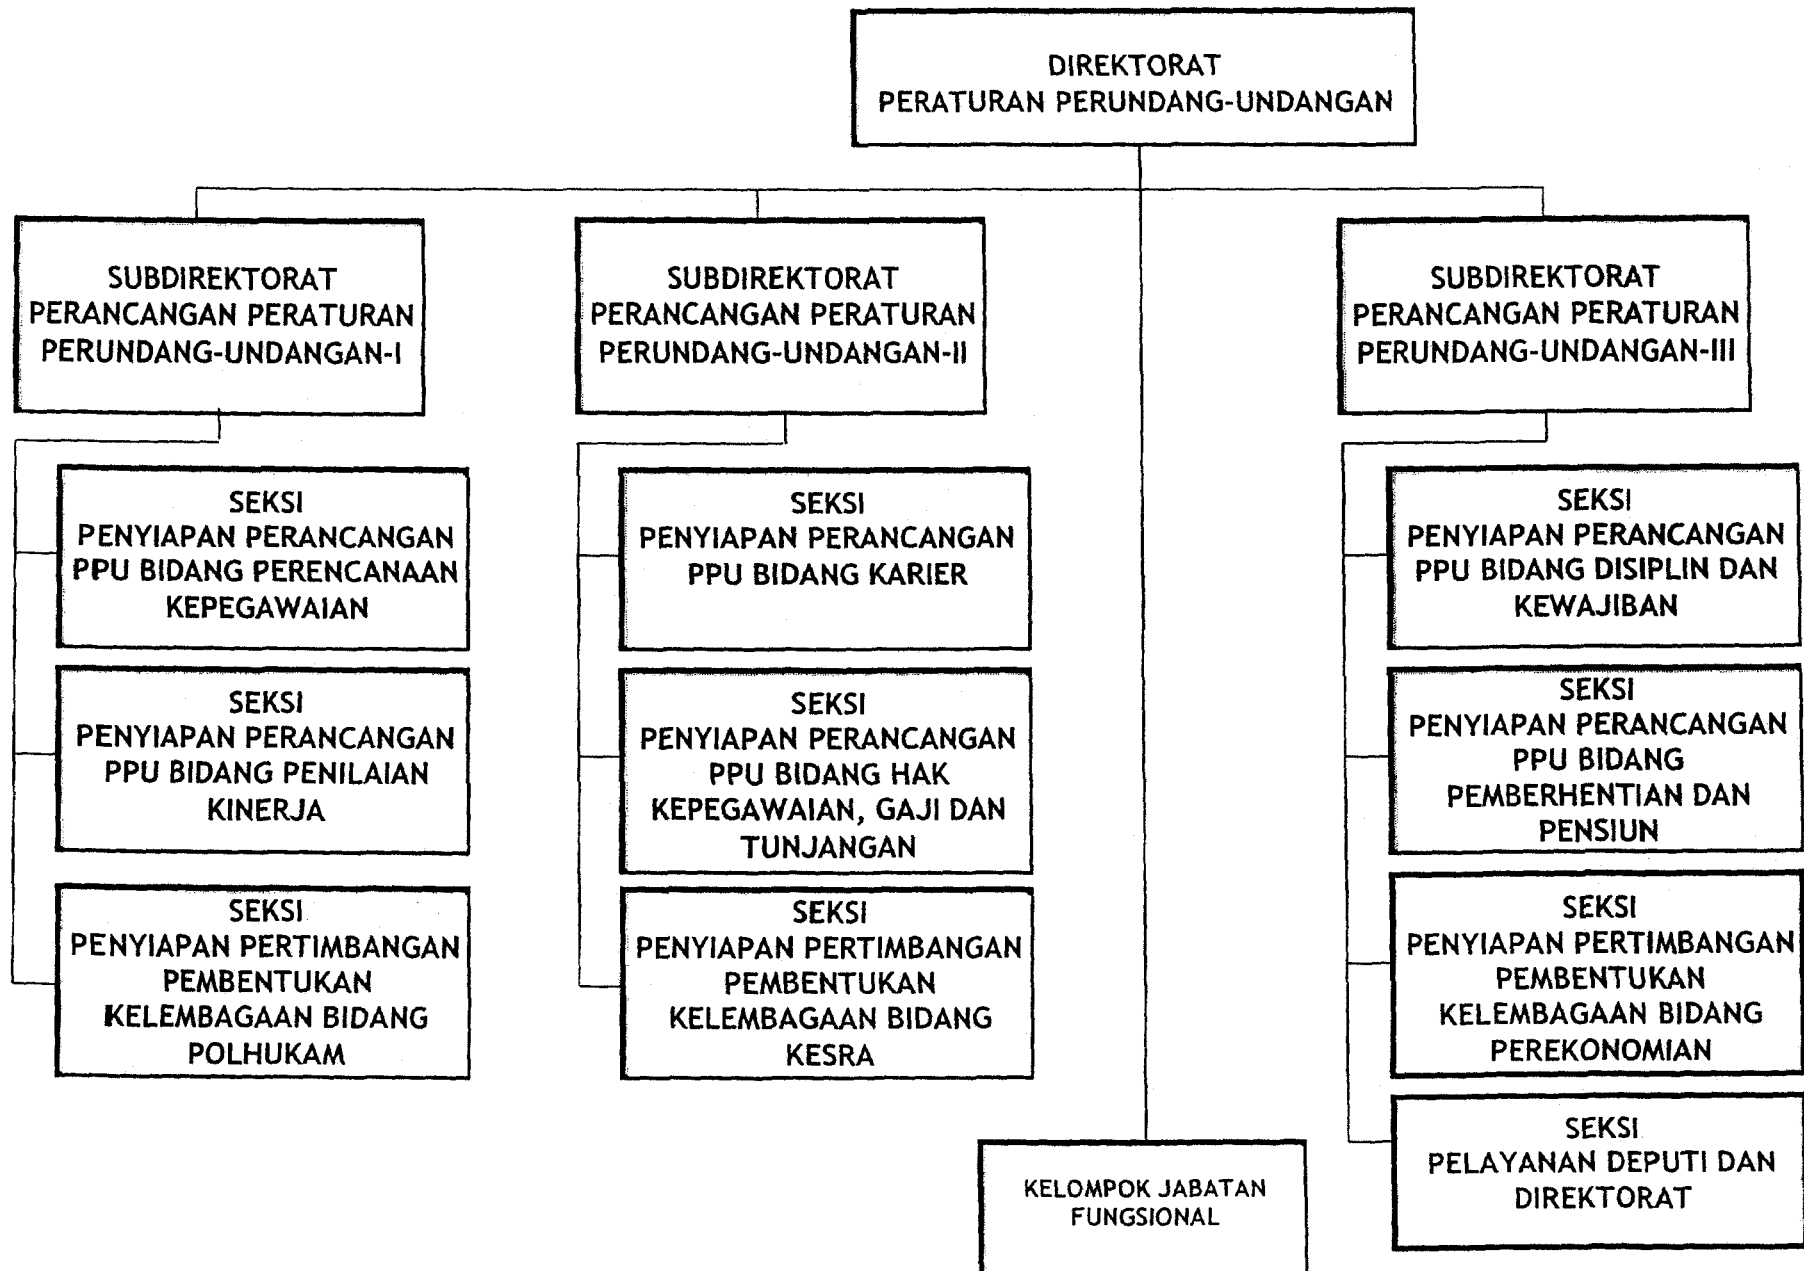 DIREKTORAT
PERATURAN PERUNDANG-UNDANGAN
SUBDIREKTORAT
PERANCANGAN PERATURAN
PERUNDANG-UNDANGAN-I
SUBDIREKTORAT
PERANCANGAN PERATURAN
PERUNDANG-UNDANGAN-II
SUBDIREKTORAT
PERANCANGAN PERATURAN
PERUNDANG-UNDANGAN-III
SEKSI
PENYIAPAN PERANCANGAN
PPU BIDANG PERENCANAAN
KEPEGAWAIAN
SEKSI
PENYIAPAN PERANCANGAN
PPU BIDANG PENILAIAN
KINERJA
SEKSI
PENYIAPAN PERTIMBANGAN
PEMBENTUKAN
KELEMBAGAAN BIDANG
POLHUKAM
SEKSI
PENYIAPAN PERANCANGAN
PPU BIDANG KARIER
SEKSI
PENYIAPAN PERANCANGAN
PPU BIDANG HAK
KEPEGAWAIAN, GAJI DAN
TUNJANGAN
SEKSI
PENYIAPAN PERTIMBANGAN
PEMBENTUKAN
KELEMBAGAAN BIDANG
KESRA
SEKSI
PENYIAPAN PERANCANGAN
PPU BIDANG DISIPLIN DAN
KEWAJIBAN
SEKSI
PENYIAPAN PERANCANGAN
PPU BIDANG
PEMBERHENTIAN DAN
PENSIUN
SEKSI
PENYIAPAN PERTIMBANGAN
PEMBENTUKAN
KELEMBAGAAN BIDANG
PEREKONOMIAN
SEKSI
PELAYANAN DEPUTI DAN
DIREKTORAT
KELOMPOK JABATAN
FUNGSIONAL